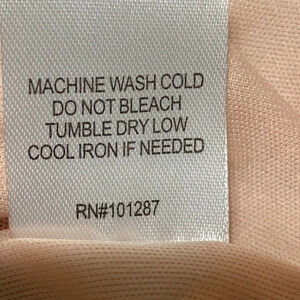 MACHINE WASH COLD
DO NOT BLEACH
TUMBLE DRY LOW
COOL IRON IF NEEDED
RN#101287